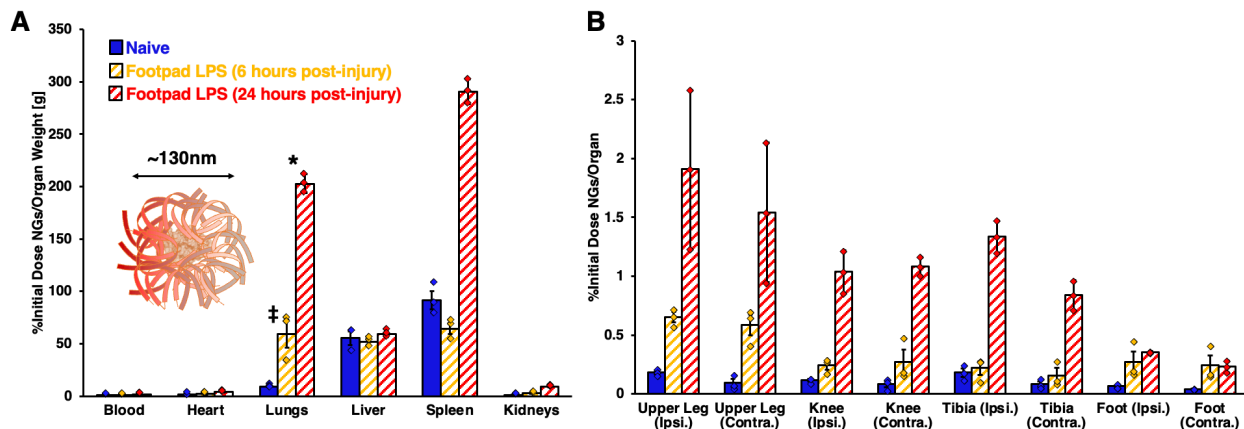 A
%Initial Dose NGs/Organ Weight [g]
350
300
250
200
150
100
50
0
Naive
Footpad LPS (6 hours post-injury)
Footpad LPS (24 hours post-injury)
~130nm
‡
*
Blood
Heart
Lungs
Liver
Spleen
Kidneys
B
%Initial Dose NGs/Organ
3
2.5
2
1.5
1
0.5
0
Upper Leg
(Ipsi.)
Upper Leg
(Contra.)
Knee
(Ipsi.)
Knee
(Contra.)
Tibia (Ipsi.)
Tibia
(Contra.)
Foot (Ipsi.)
Foot
(Contra.)